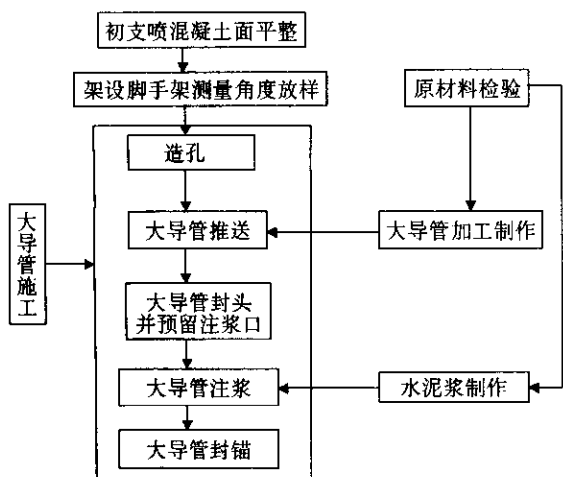 初支喷混凝土面平整
架设脚手架测量角度放样
原材料检验
造孔
大导管施工
大导管推送
大导管加工制作
大导管封头
并预留注浆口
大导管注浆
水泥浆制作
大导管封锚